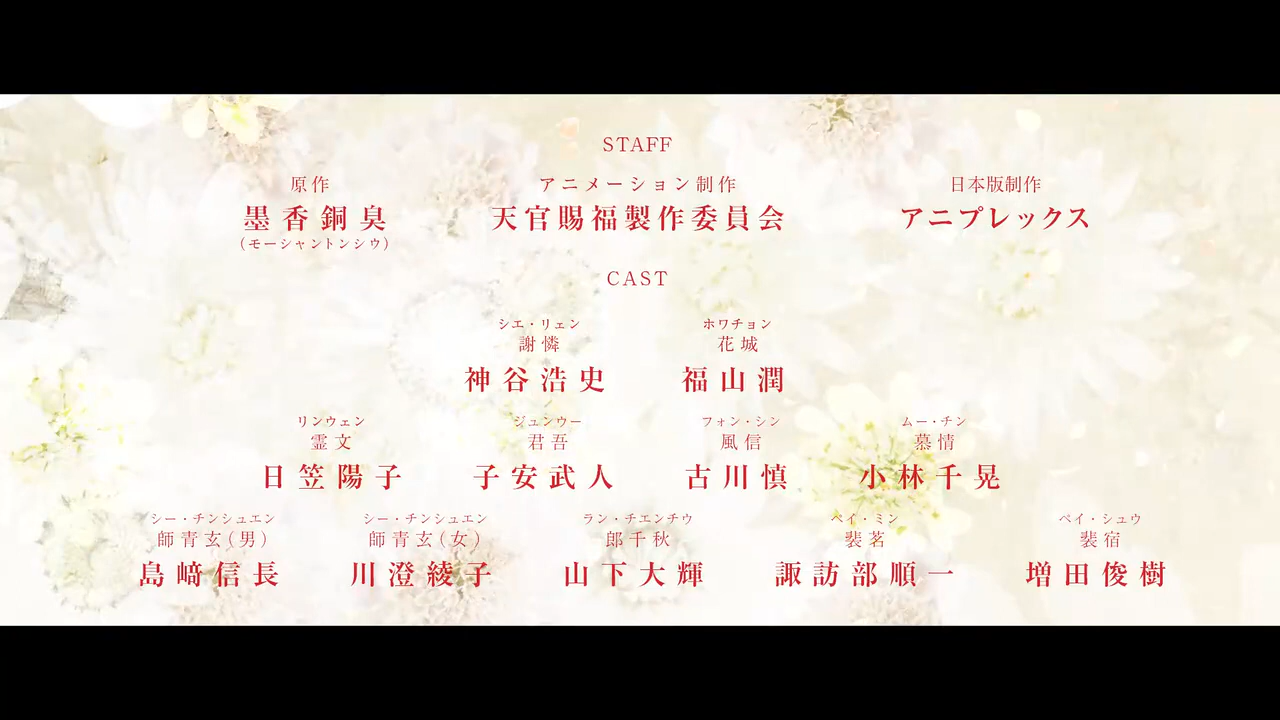 STAFF
原作 アニメーション制作 日本版制作
墨香銅臭 天官賜福製作委員会 アニプレックス
(モーシャントンシウ)
CAST
シエ・リェン ホワチョン
謝憐 花城
神谷浩史 福山潤
リンウェン ジュンウー フォン・シン ムー・チン
霊文 君吾 風信 慕情
日笠陽子 子安武人 古川慎 小林千晃
シー・チンシュエン シー・チンシュエン ラン・チエンチウ ペイ・ミン ペイ・シュウ
師青玄(男) 師青玄(女) 郎千秋 裴茗 裴宿
島﨑信長 川澄綾子 山下大輝 諏訪部順一 増田俊樹